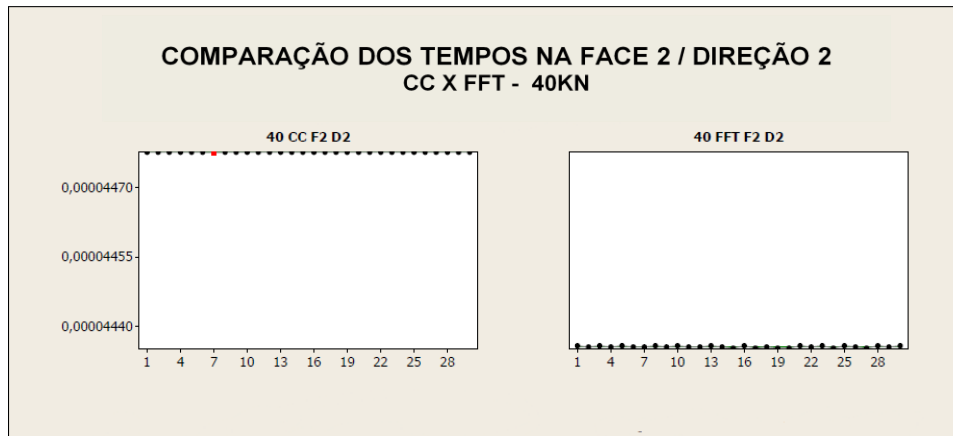 COMPARAÇÃO DOS TEMPOS NA FACE 2 / DIREÇÃO 2
CC X FFT - 40KN
40 CC F2 D2
0,00004470
0,00004455
0,00004440
1 4 7 10 13 16 19 22 25 28
40 FFT F2 D2
1 4 7 10 13 16 19 22 25 28